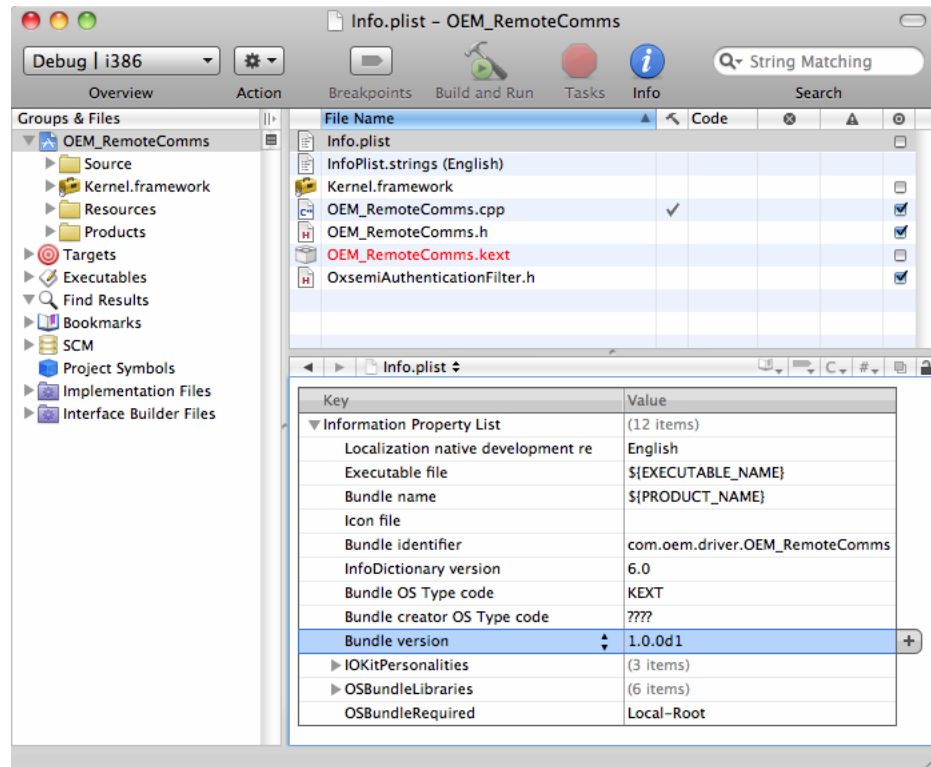 Info.plist – OEM_RemoteComms
Debug | i386
String Matching
Overview Action Breakpoints Build and Run Tasks Info Search
Groups & Files
OEM_RemoteComms
Source
Kernel.framework
Resources
Products
Targets
Executables
Find Results
Bookmarks
SCM
Project Symbols
Implementation Files
Interface Builder Files
File Name Code
Info.plist
InfoPlist.strings (English)
Kernel.framework
OEM_RemoteComms.cpp
OEM_RemoteComms.h
OEM_RemoteComms.kext
OxsemiAuthenticationFilter.h
Info.plist C #
Key Value
Information Property List (12 items)
Localization native development re English
Executable file ${EXECUTABLE_NAME}
Bundle name ${PRODUCT_NAME}
Icon file
Bundle identifier com.oem.driver.OEM_RemoteComms
InfoDictionary version 6.0
Bundle OS Type code KEXT
Bundle creator OS Type code ????
Bundle version 1.0.0d1
IOKitPersonalities (3 items)
OSBundleLibraries (6 items)
OSBundleRequired Local-Root